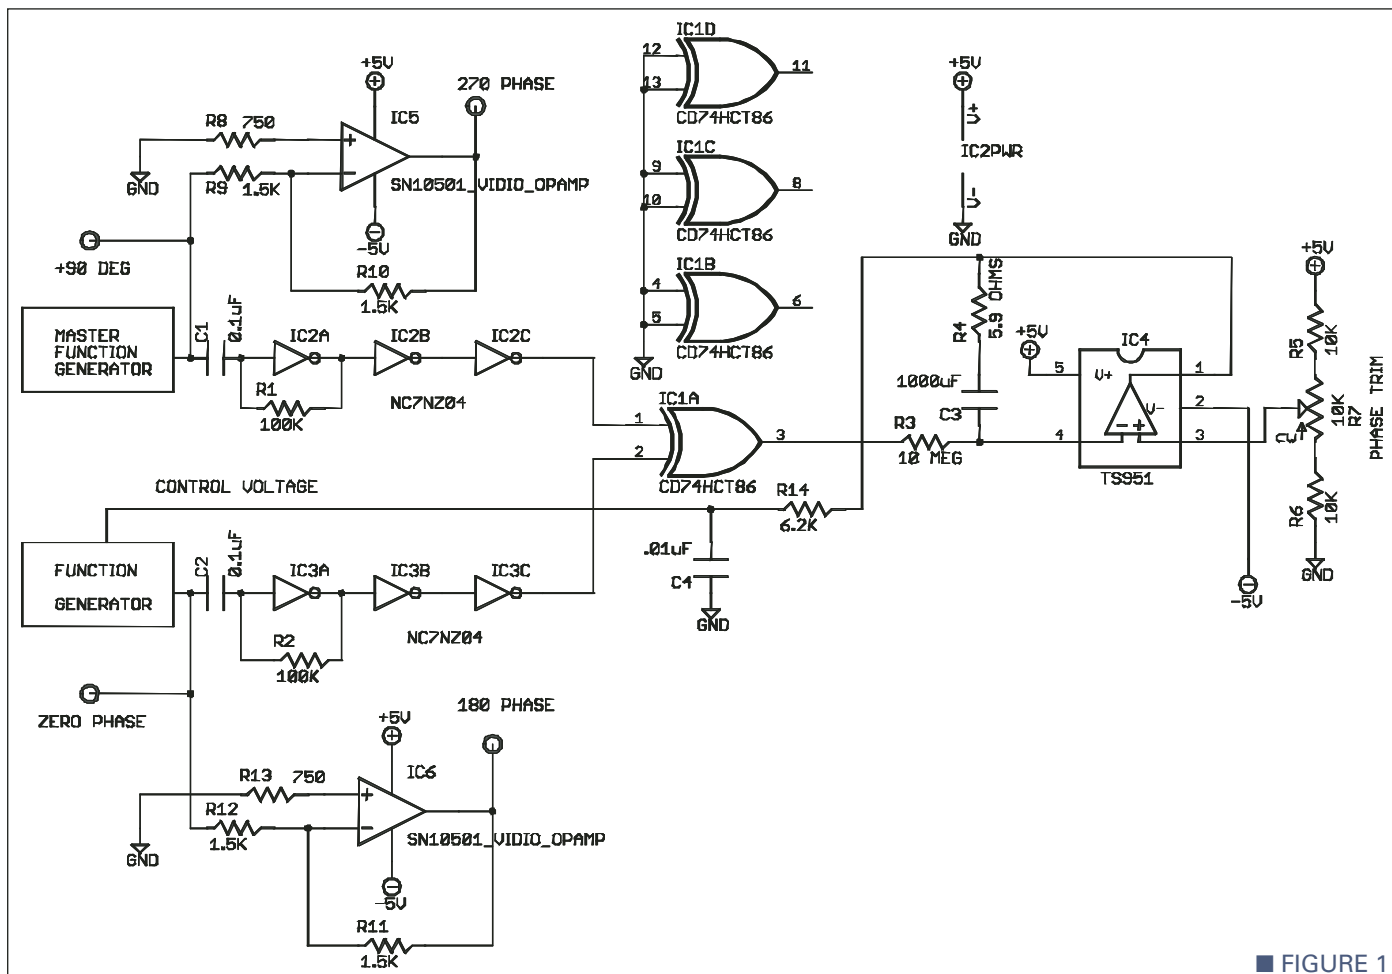 IC1D
12
13
11
CD74HCT86
+5V
270 PHASE
R8 750
IC5
+
-
GND
R9 1.5K
SN10501_VIDIO_OPAMP
-5V
+90 DEG
R10
1.5K
IC1C
9
10
8
CD74HCT86
+5V
V+
IC2PWR
V-
GND
IC1B
4
5
6
CD74HCT86
GND
MASTER
FUNCTION
GENERATOR
C1
0.1uF
IC2A
IC2B
IC2C
R1
100K
NC7NZ04
IC1A
1
2
3
CD74HCT86
R4
5.9 OHMS
1000uF
C3
R3
10 MEG
+5V
IC4
5
V+
1
V-
2
- +
4
3
TS951
+5V
R5
10K
10K
R7
CW
PHASE TRIM
R6
10K
GND
-5V
CONTROL VOLTAGE
R14
6.2K
.01uF
C4
GND
FUNCTION
GENERATOR
C2
0.1uF
IC3A
IC3B
IC3C
R2
100K
NC7NZ04
ZERO PHASE
+5V
180 PHASE
R13 750
IC6
+
-
R12
1.5K
GND
SN10501_VIDIO_OPAMP
-5V
R11
1.5K
FIGURE 1